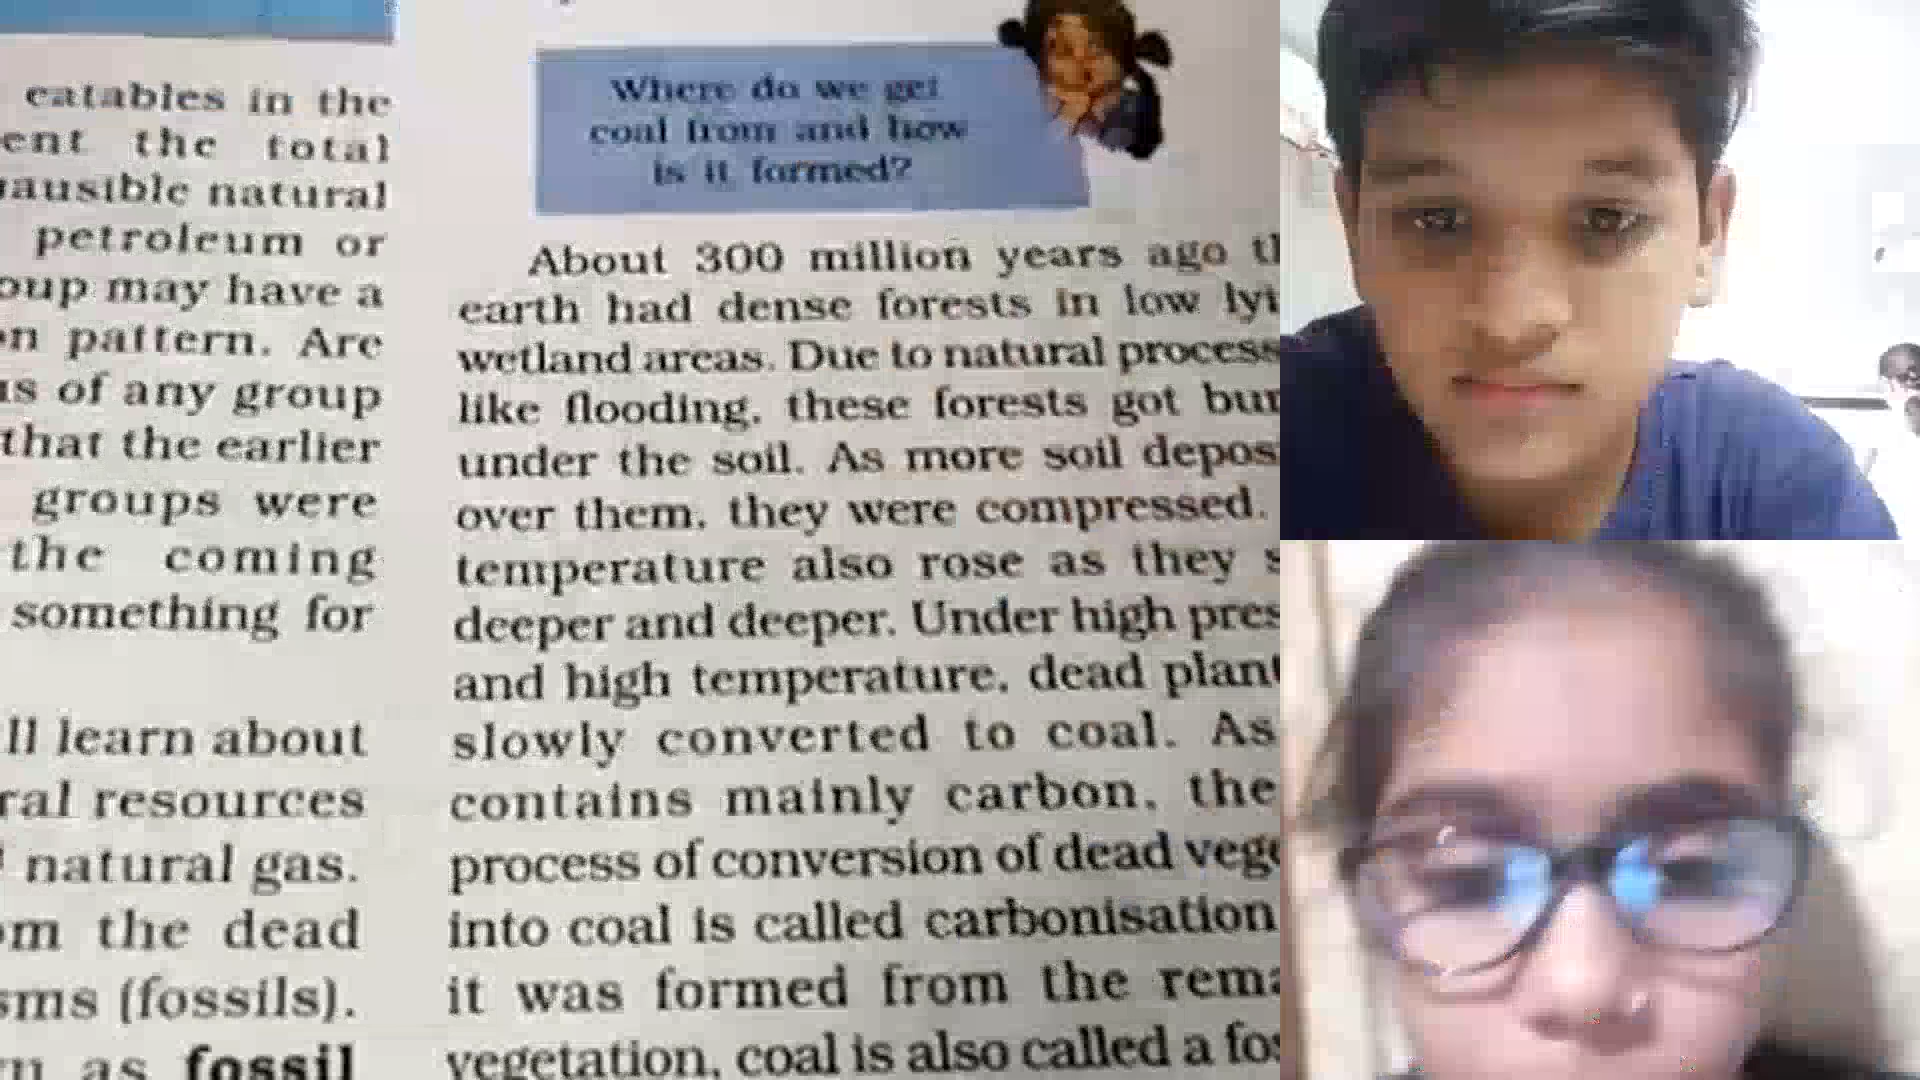 eatables in the
the total
natural
petroleum or
may have a
pattern. Are
of any group
that the earlier
groups were
the coming
something for
learn about
resources
natural gas.
the dead
(fossils).
as fossil
Where do we get
coal from and how
is it formed?
About 300 million years ago
earth had dense forests in low
wetland areas. Due to natural
like flooding, these forests got
under the soil. As more soil
over them, they were compressed.
temperature also rose as they
deeper and deeper. Under high
and high temperature, dead
slowly converted to coal. As
contains mainly carbon, the
process of conversion of dead
into coal is called carbonisation
it was formed from the
vegetation, coal is also called a